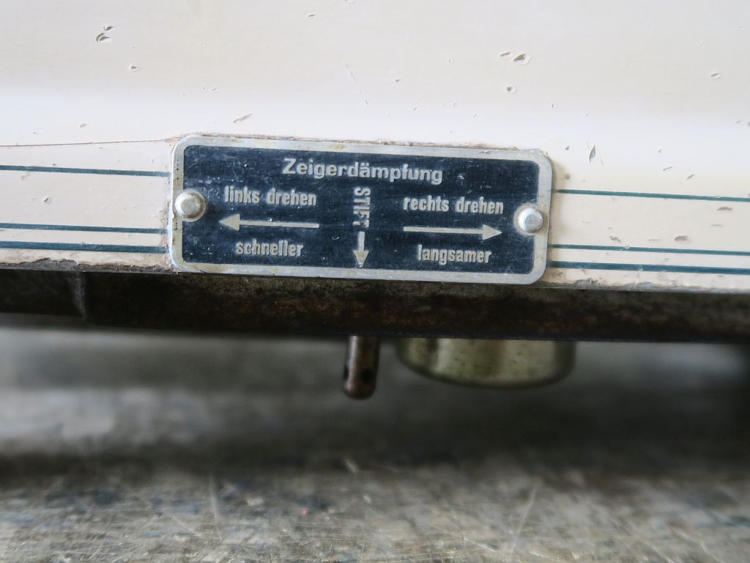 Zeigerdämpfung
links drehen
STIFT
rechts drehen
schneller
langsamer